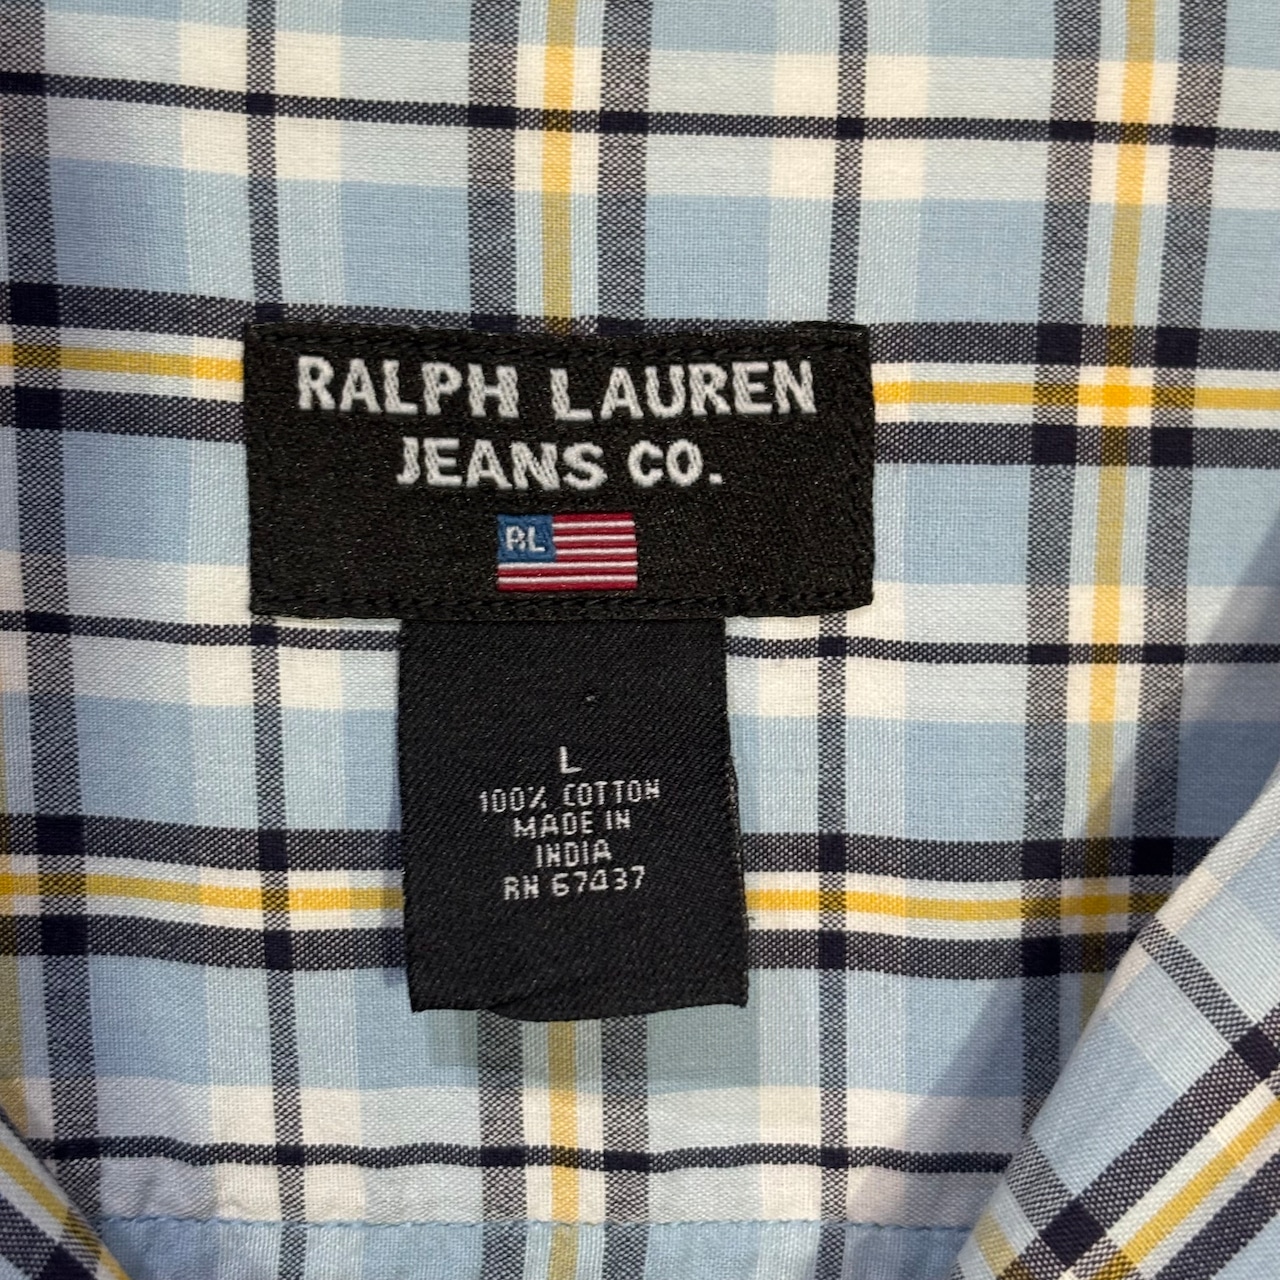 RALPH LAUREN
JEANS CO.
RL
L
100% COTTON
MADE IN
INDIA
RN 67437